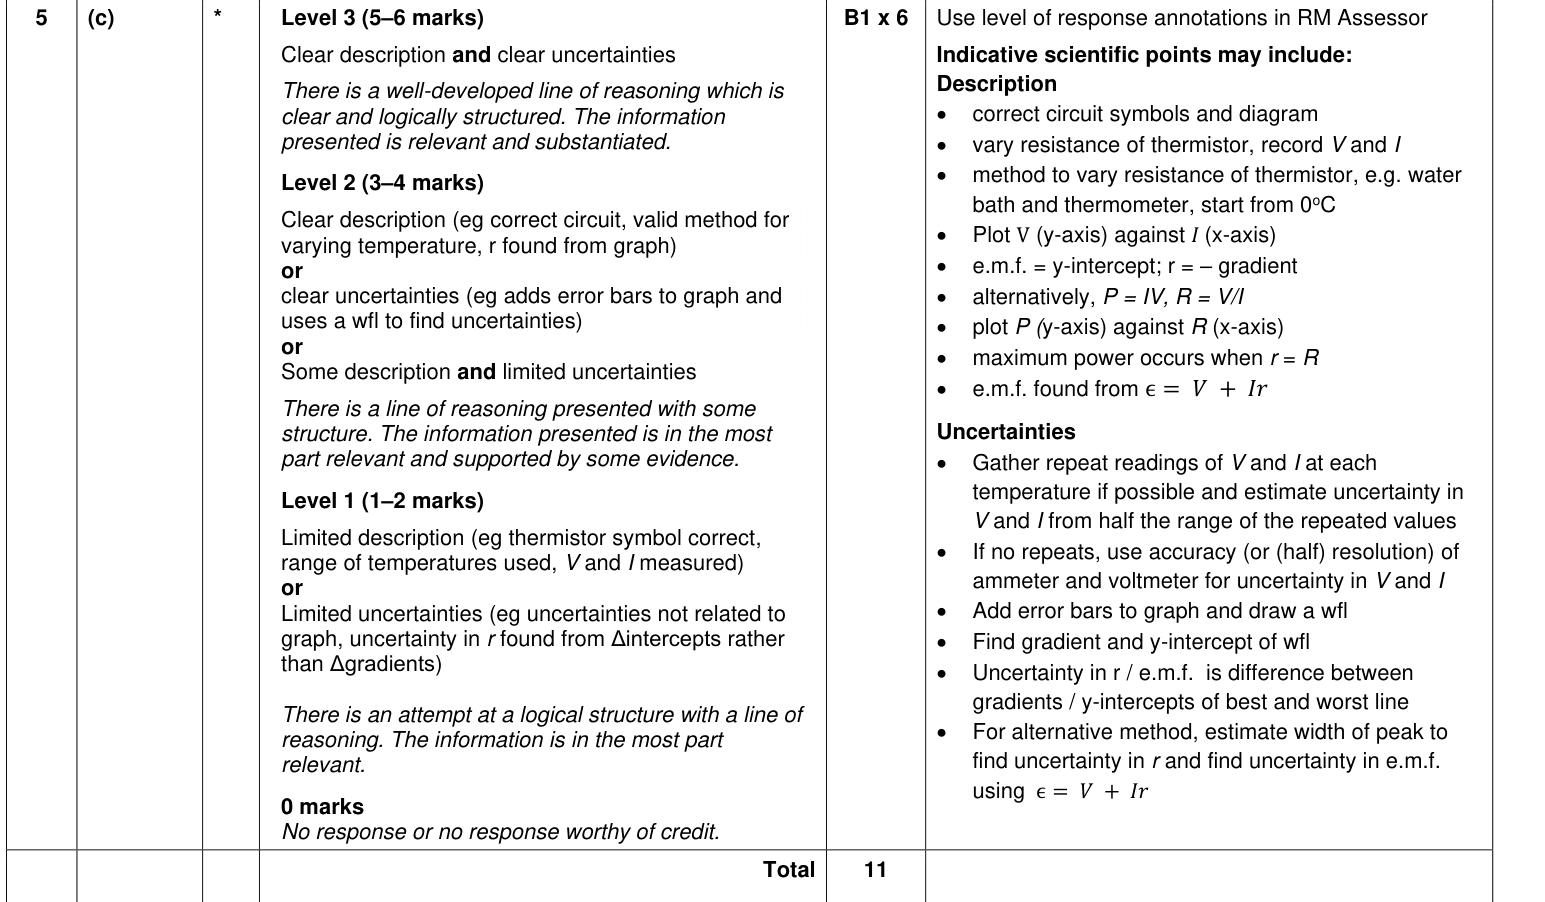 5 (c) * Level 3 (5–6 marks)
Clear description and clear uncertainties
There is a well-developed line of reasoning which is
clear and logically structured. The information
presented is relevant and substantiated.
Level 2 (3–4 marks)
Clear description (eg correct circuit, valid method for
varying temperature, r found from graph)
or
clear uncertainties (eg adds error bars to graph and
uses a wfl to find uncertainties)
or
Some description and limited uncertainties
There is a line of reasoning presented with some
structure. The information presented is in the most
part relevant and supported by some evidence.
Level 1 (1–2 marks)
Limited description (eg thermistor symbol correct,
range of temperatures used, V and I measured)
or
Limited uncertainties (eg uncertainties not related to
graph, uncertainty in r found from Δintercepts rather
than Δgradients)
There is an attempt at a logical structure with a line of
reasoning. The information is in the most part
relevant.
0 marks
No response or no response worthy of credit.
B1 x 6
Use level of response annotations in RM Assessor
Indicative scientific points may include:
Description
• correct circuit symbols and diagram
• vary resistance of thermistor, record V and I
• method to vary resistance of thermistor, e.g. water
bath and thermometer, start from 0°C
• Plot V (y-axis) against I (x-axis)
• e.m.f. = y-intercept; r = – gradient
• alternatively, P = IV, R = V/I
• plot P (y-axis) against R (x-axis)
• maximum power occurs when r = R
• e.m.f. found from ϵ = V + Ir
Uncertainties
• Gather repeat readings of V and I at each
temperature if possible and estimate uncertainty in
V and I from half the range of the repeated values
• If no repeats, use accuracy (or (half) resolution) of
ammeter and voltmeter for uncertainty in V and I
• Add error bars to graph and draw a wfl
• Find gradient and y-intercept of wfl
• Uncertainty in r / e.m.f. is difference between
gradients / y-intercepts of best and worst line
• For alternative method, estimate width of peak to
find uncertainty in r and find uncertainty in e.m.f.
using ϵ = V + Ir
Total 11